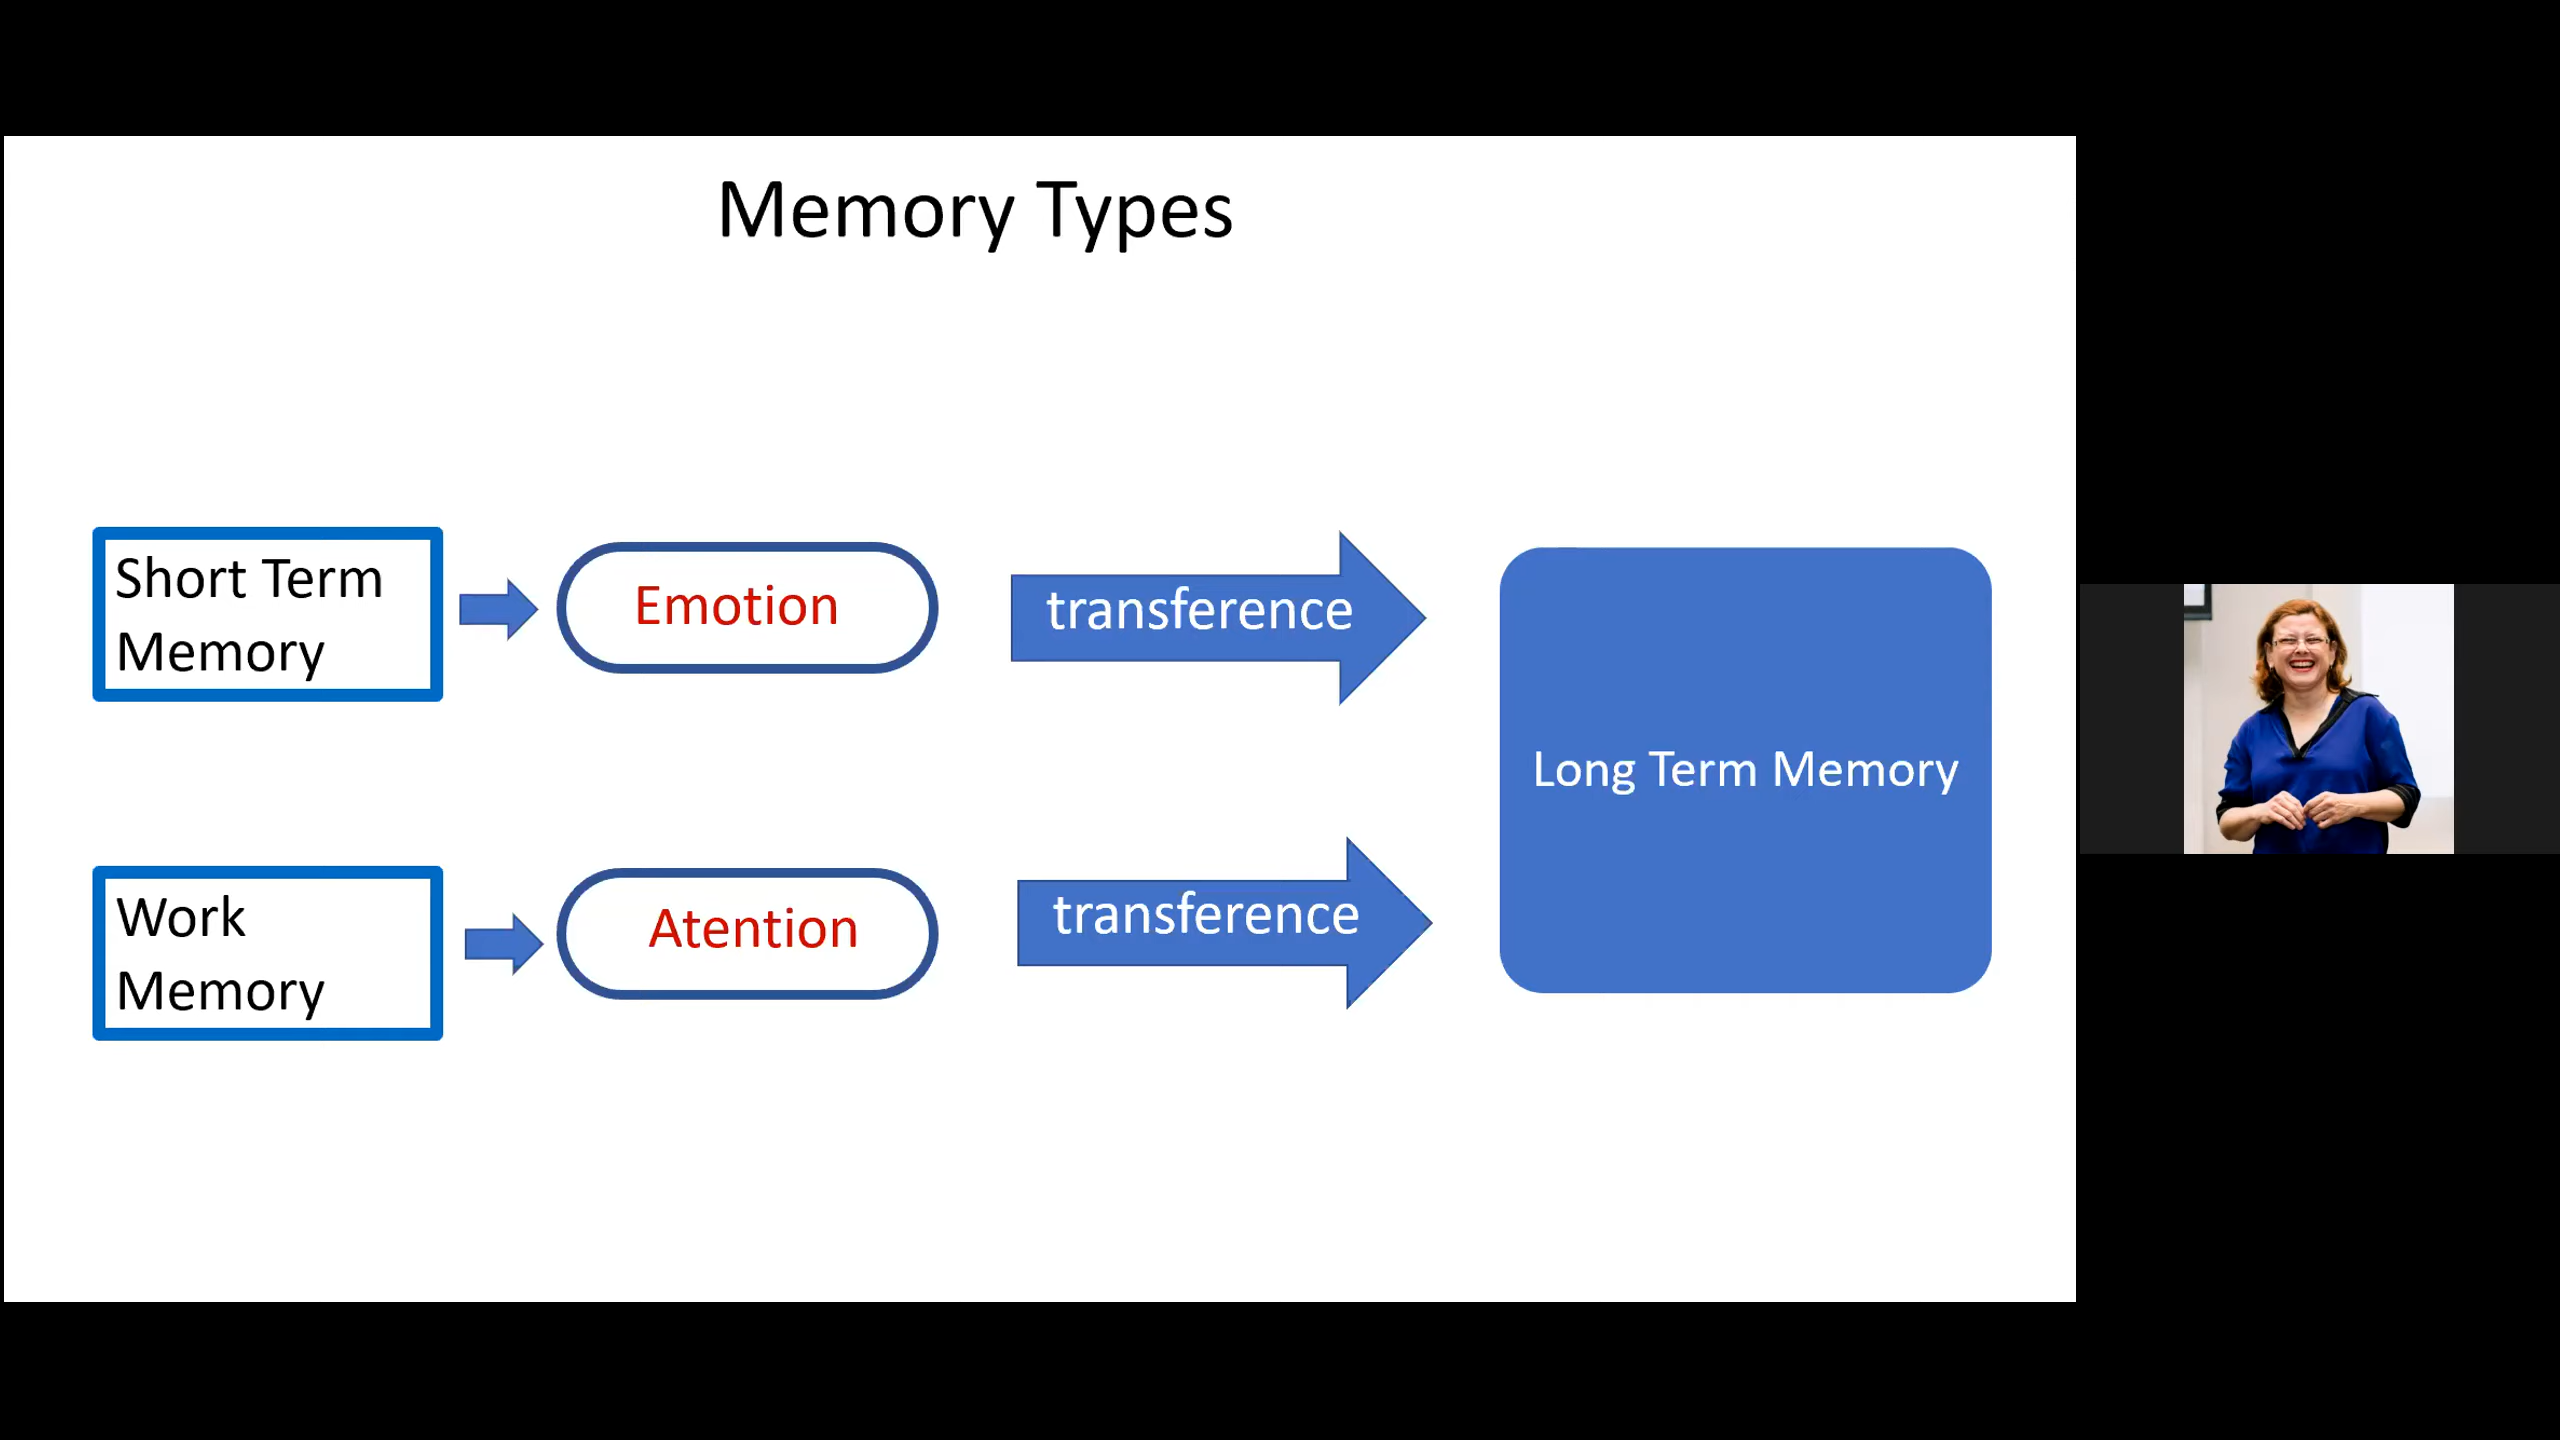 Memory Types
Short Term
Memory
Emotion
transference
Long Term Memory
Work
Memory
Atention
transference